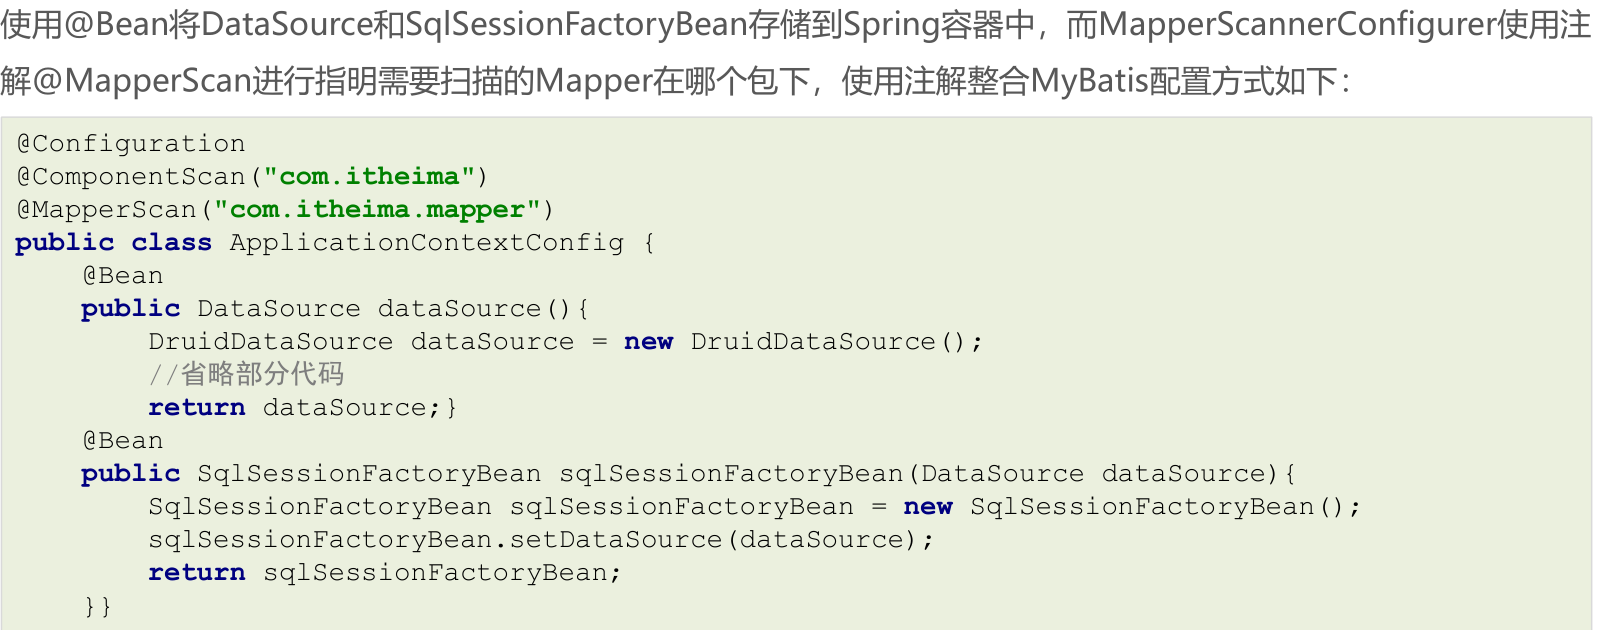 使用@Bean将DataSource和SqlSessionFactoryBean存储到Spring容器中，而MapperScannerConfigurer使用注
解@MapperScan进行指明需要扫描的Mapper在哪个包下，使用注解整合MyBatis配置方式如下：
@Configuration
@ComponentScan("com.itheima")
@MapperScan("com.itheima.mapper")
public class ApplicationContextConfig {
    @Bean
    public DataSource dataSource(){
        DruidDataSource dataSource = new DruidDataSource();
        //省略部分代码
        return dataSource;}
    @Bean
    public SqlSessionFactoryBean sqlSessionFactoryBean(DataSource dataSource){
        SqlSessionFactoryBean sqlSessionFactoryBean = new SqlSessionFactoryBean();
        sqlSessionFactoryBean.setDataSource(dataSource);
        return sqlSessionFactoryBean;
    }}